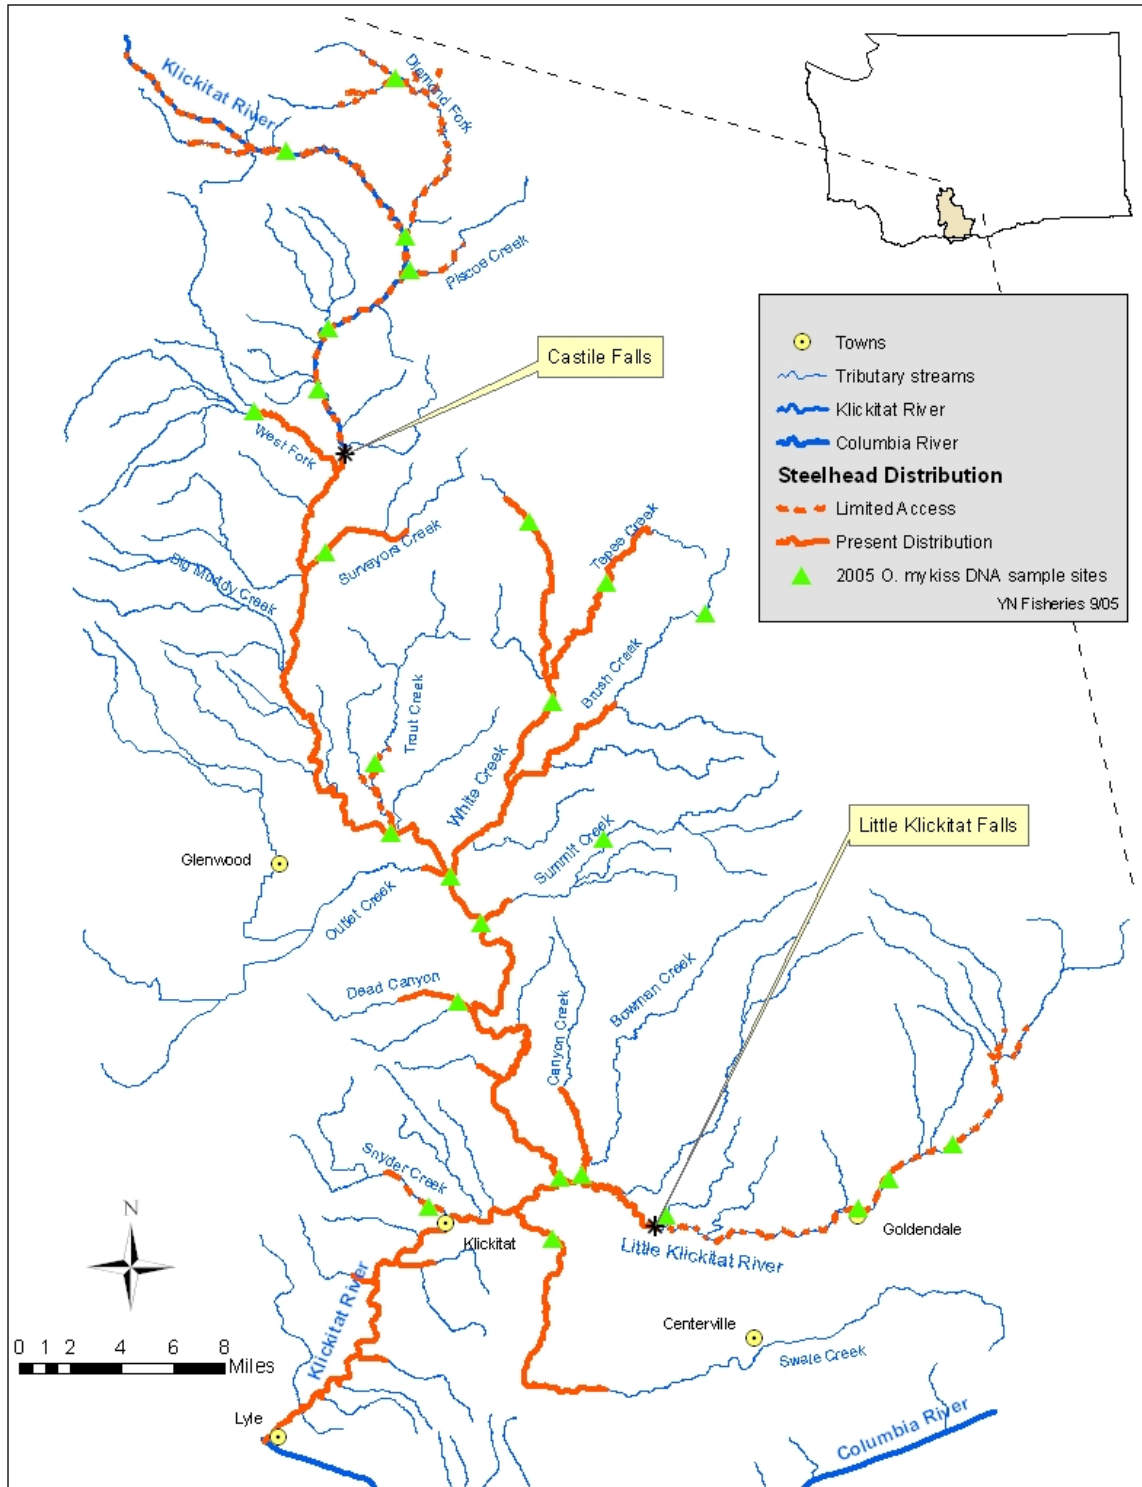 Diamond Fork
Klickitat River
Piscoe Creek
Castile Falls
Towns
Tributary streams
Klickitat River
Columbia River
Steelhead Distribution
Limited Access
Present Distribution
2005 O. mykiss DNA sample sites
YN Fisheries 9/05
West Fork
Surveyors Creek
Tepee Creek
Big Muddy Creek
Brush Creek
Trout Creek
White Creek
Little Klickitat Falls
Glenwood
Summit Creek
Outlet Creek
Dead Canyon
Canyon Creek
Bowman Creek
Snyder Creek
N
Klickitat
Goldendale
Little Klickitat River
Klickitat River
Centerville
Swale Creek
0 1 2 4 6 8
Miles
Lyle
Columbia River